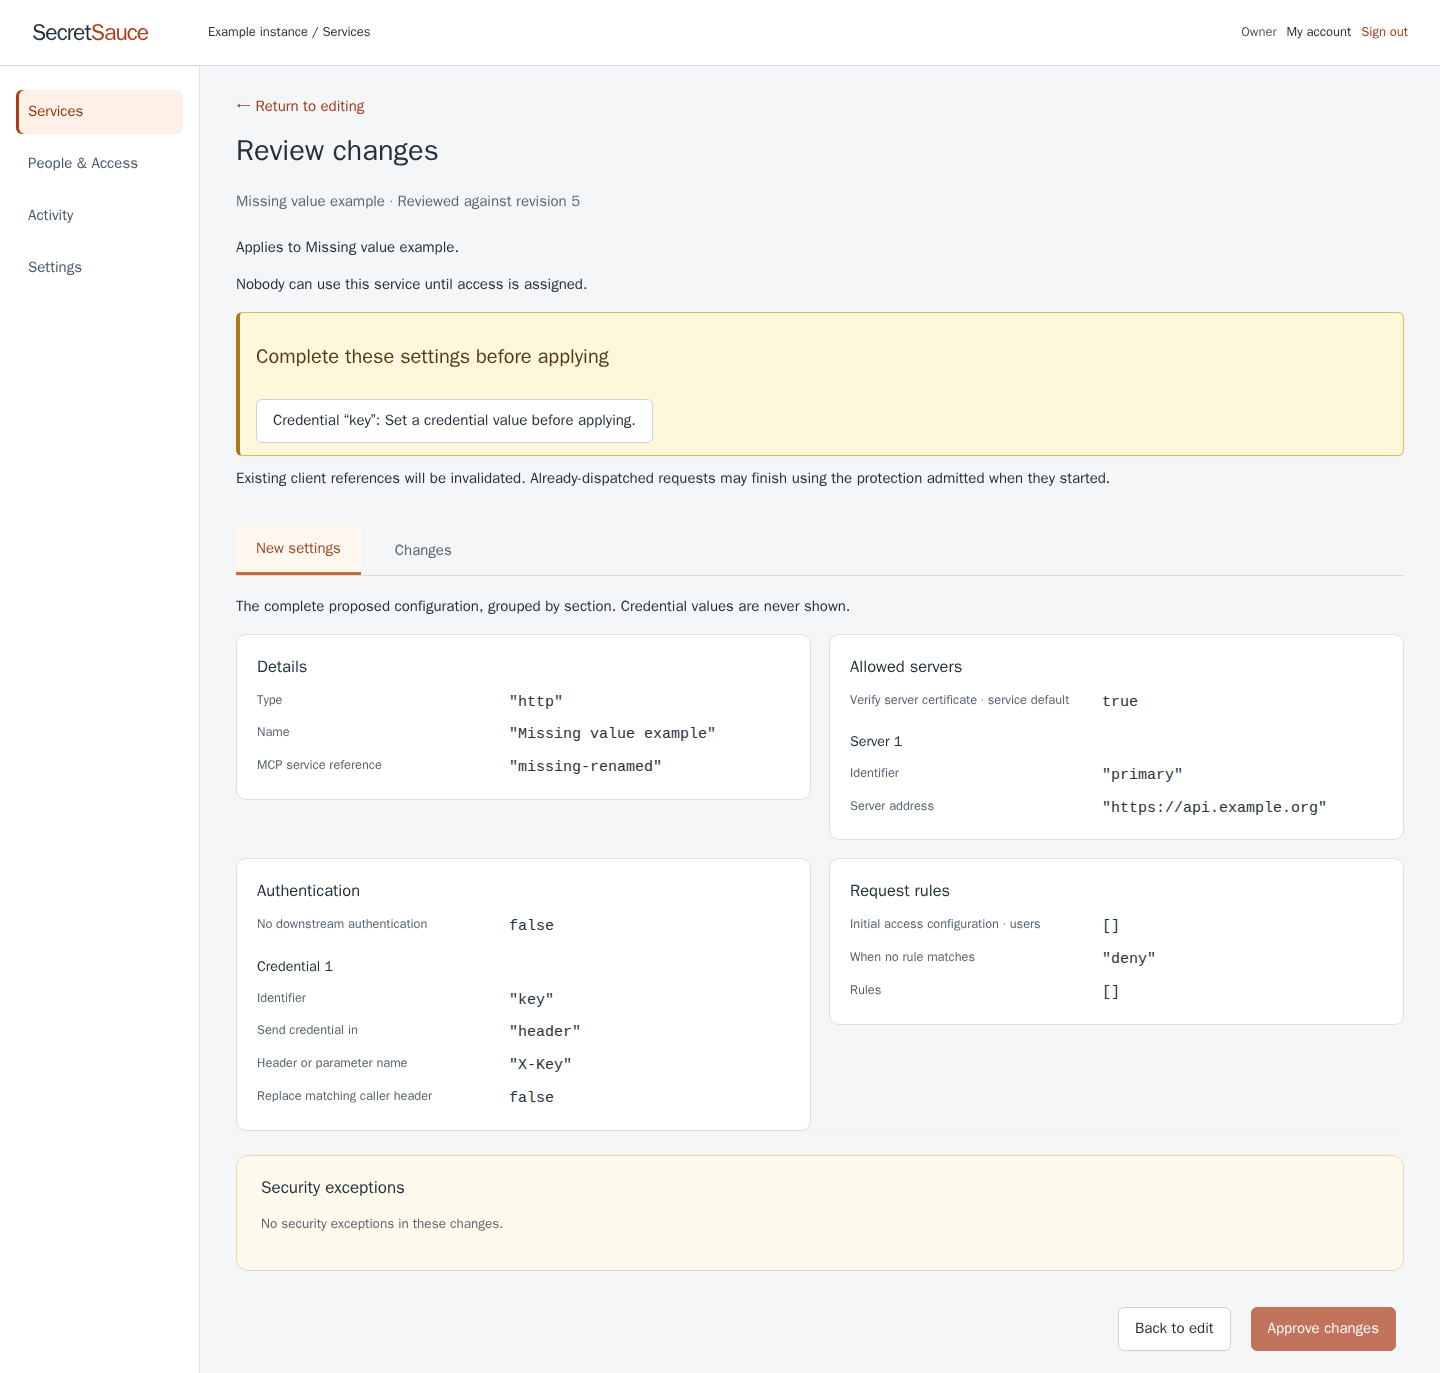 SecretSauce
Example instance / Services
Owner My account Sign out
Services
People & Access
Activity
Settings
← Return to editing
Review changes
Missing value example · Reviewed against revision 5
Applies to Missing value example.
Nobody can use this service until access is assigned.
Complete these settings before applying
Credential “key”: Set a credential value before applying.
Existing client references will be invalidated. Already-dispatched requests may finish using the protection admitted when they started.
New settings
Changes
The complete proposed configuration, grouped by section. Credential values are never shown.
Details
Type "http"
Name "Missing value example"
MCP service reference "missing-renamed"
Allowed servers
Verify server certificate · service default true
Server 1
Identifier "primary"
Server address "https://api.example.org"
Authentication
No downstream authentication false
Credential 1
Identifier "key"
Send credential in "header"
Header or parameter name "X-Key"
Replace matching caller header false
Request rules
Initial access configuration · users []
When no rule matches "deny"
Rules []
Security exceptions
No security exceptions in these changes.
Back to edit
Approve changes